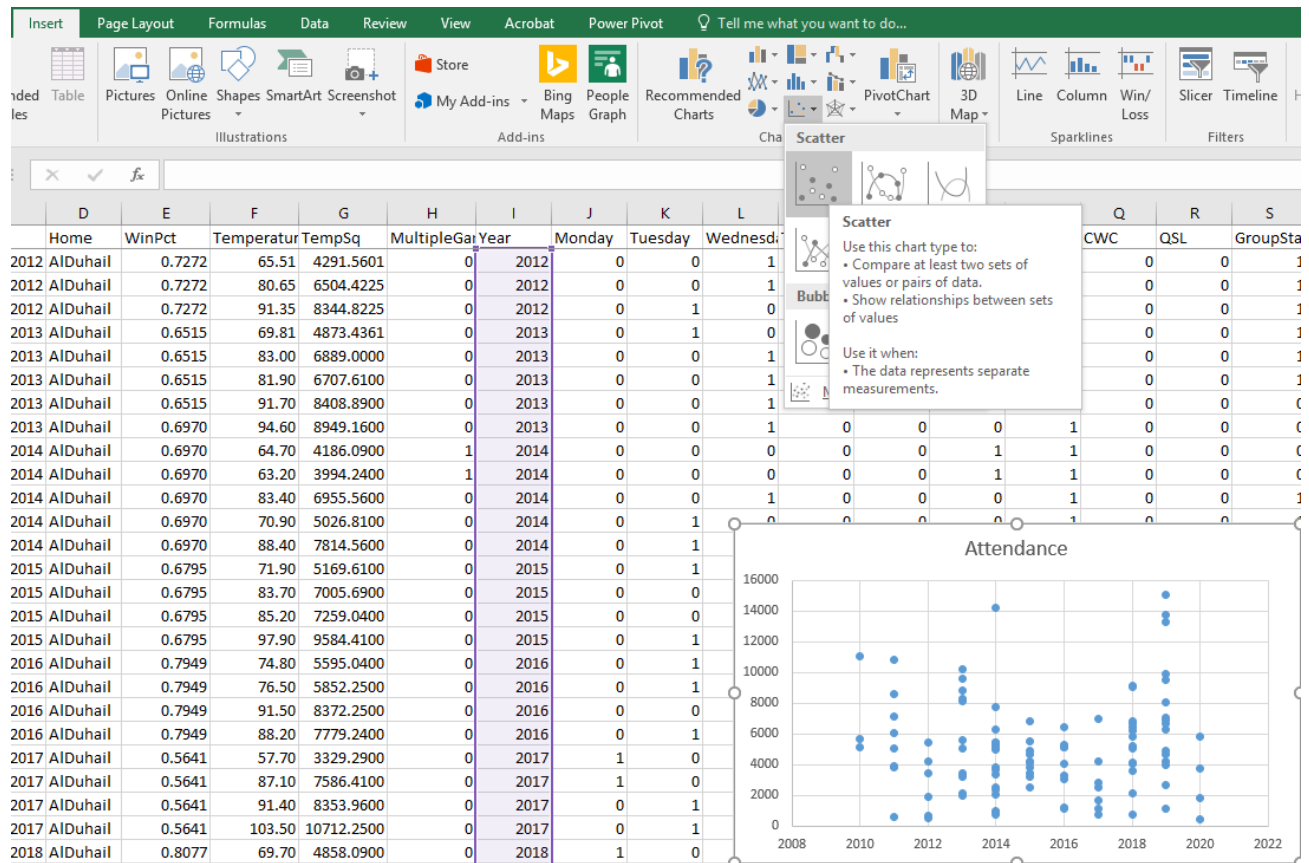 Insert Page Layout Formulas Data Review View Acrobat Power Pivot Tell me what you want to do...
Table Pictures Online Pictures Shapes SmartArt Screenshot
Store
My Add-ins
Bing Maps People Graph Recommended Charts PivotChart 3D Map Line Column Win/Loss Slicer Timeline
Illustrations Add-ins Cha Sparklines Filters
Scatter
fx
D E F G H I J K L Q R S
Home WinPct Temperatur TempSq MultipleGa Year Monday Tuesday Wednesd CWC QSL GroupSta
2012 AlDuhail 0.7272 65.51 4291.5601 0 2012 0 0 1 0 0 1
2012 AlDuhail 0.7272 80.65 6504.4225 0 2012 0 0 1 0 0 1
2012 AlDuhail 0.7272 91.35 8344.8225 0 2012 0 1 0 0 0 1
2013 AlDuhail 0.6515 69.81 4873.4361 0 2013 0 1 0 0 0 1
2013 AlDuhail 0.6515 83.00 6889.0000 0 2013 0 0 1 0 0 1
2013 AlDuhail 0.6515 81.90 6707.6100 0 2013 0 0 1 0 0 1
2013 AlDuhail 0.6515 91.70 8408.8900 0 2013 0 0 1 0 0 0
2013 AlDuhail 0.6970 94.60 8949.1600 0 2013 0 0 1 0 0 0 1 0 0 0
2014 AlDuhail 0.6970 64.70 4186.0900 1 2014 0 0 0 0 0 1 1 0 0 0
2014 AlDuhail 0.6970 63.20 3994.2400 1 2014 0 0 0 0 0 1 1 0 0 0
2014 AlDuhail 0.6970 83.40 6955.5600 0 2014 0 0 1 0 0 0 1 0 0 1
2014 AlDuhail 0.6970 70.90 5026.8100 0 2014 0 1 0 0 0 0 1 0 0
2014 AlDuhail 0.6970 88.40 7814.5600 0 2014 0 1
2015 AlDuhail 0.6795 71.90 5169.6100 0 2015 0 1
2015 AlDuhail 0.6795 83.70 7005.6900 0 2015 0 0
2015 AlDuhail 0.6795 85.20 7259.0400 0 2015 0 0
2015 AlDuhail 0.6795 97.90 9584.4100 0 2015 0 1
2016 AlDuhail 0.7949 74.80 5595.0400 0 2016 0 1
2016 AlDuhail 0.7949 76.50 5852.2500 0 2016 0 1
2016 AlDuhail 0.7949 91.50 8372.2500 0 2016 0 0
2016 AlDuhail 0.7949 88.20 7779.2400 0 2016 0 1
2017 AlDuhail 0.5641 57.70 3329.2900 0 2017 1 0
2017 AlDuhail 0.5641 87.10 7586.4100 0 2017 1 0
2017 AlDuhail 0.5641 91.40 8353.9600 0 2017 0 1
2017 AlDuhail 0.5641 103.50 10712.2500 0 2017 0 1
2018 AlDuhail 0.8077 69.70 4858.0900 0 2018 1 0
Scatter
Use this chart type to:
• Compare at least two sets of
values or pairs of data.
• Show relationships between sets
of values
Use it when:
• The data represents separate
measurements.
Bubb
Attendance
16000
14000
12000
10000
8000
6000
4000
2000
0
2008 2010 2012 2014 2016 2018 2020 2022